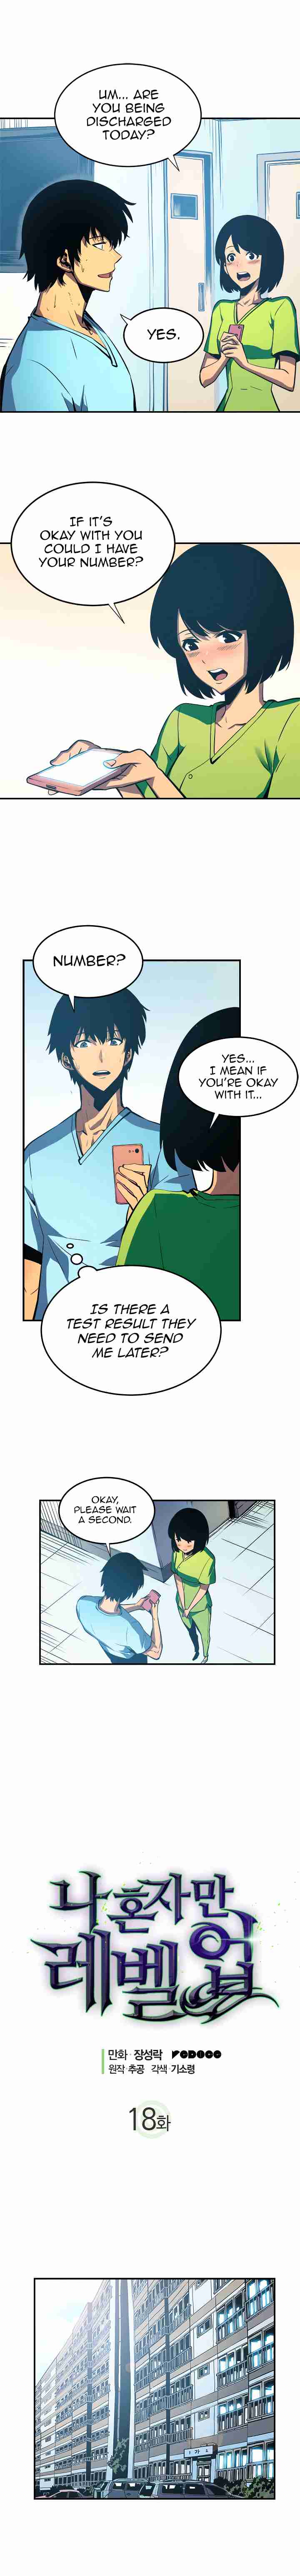 UM... ARE
YOU BEING
DISCHARGED
TODAY?
YES.
IF IT'S
OKAY WITH YOU
COULD I HAVE
YOUR NUMBER?
NUMBER?
YES...
I MEAN IF
YOU'RE OKAY
WITH IT...
IS THERE A
TEST RESULT THEY
NEED TO SEND
ME LATER?
OKAY,
PLEASE WAIT
A SECOND.
나 혼자만
레벨업
만화·장성락 REDICE
원작·추공 각색·기소령
18화